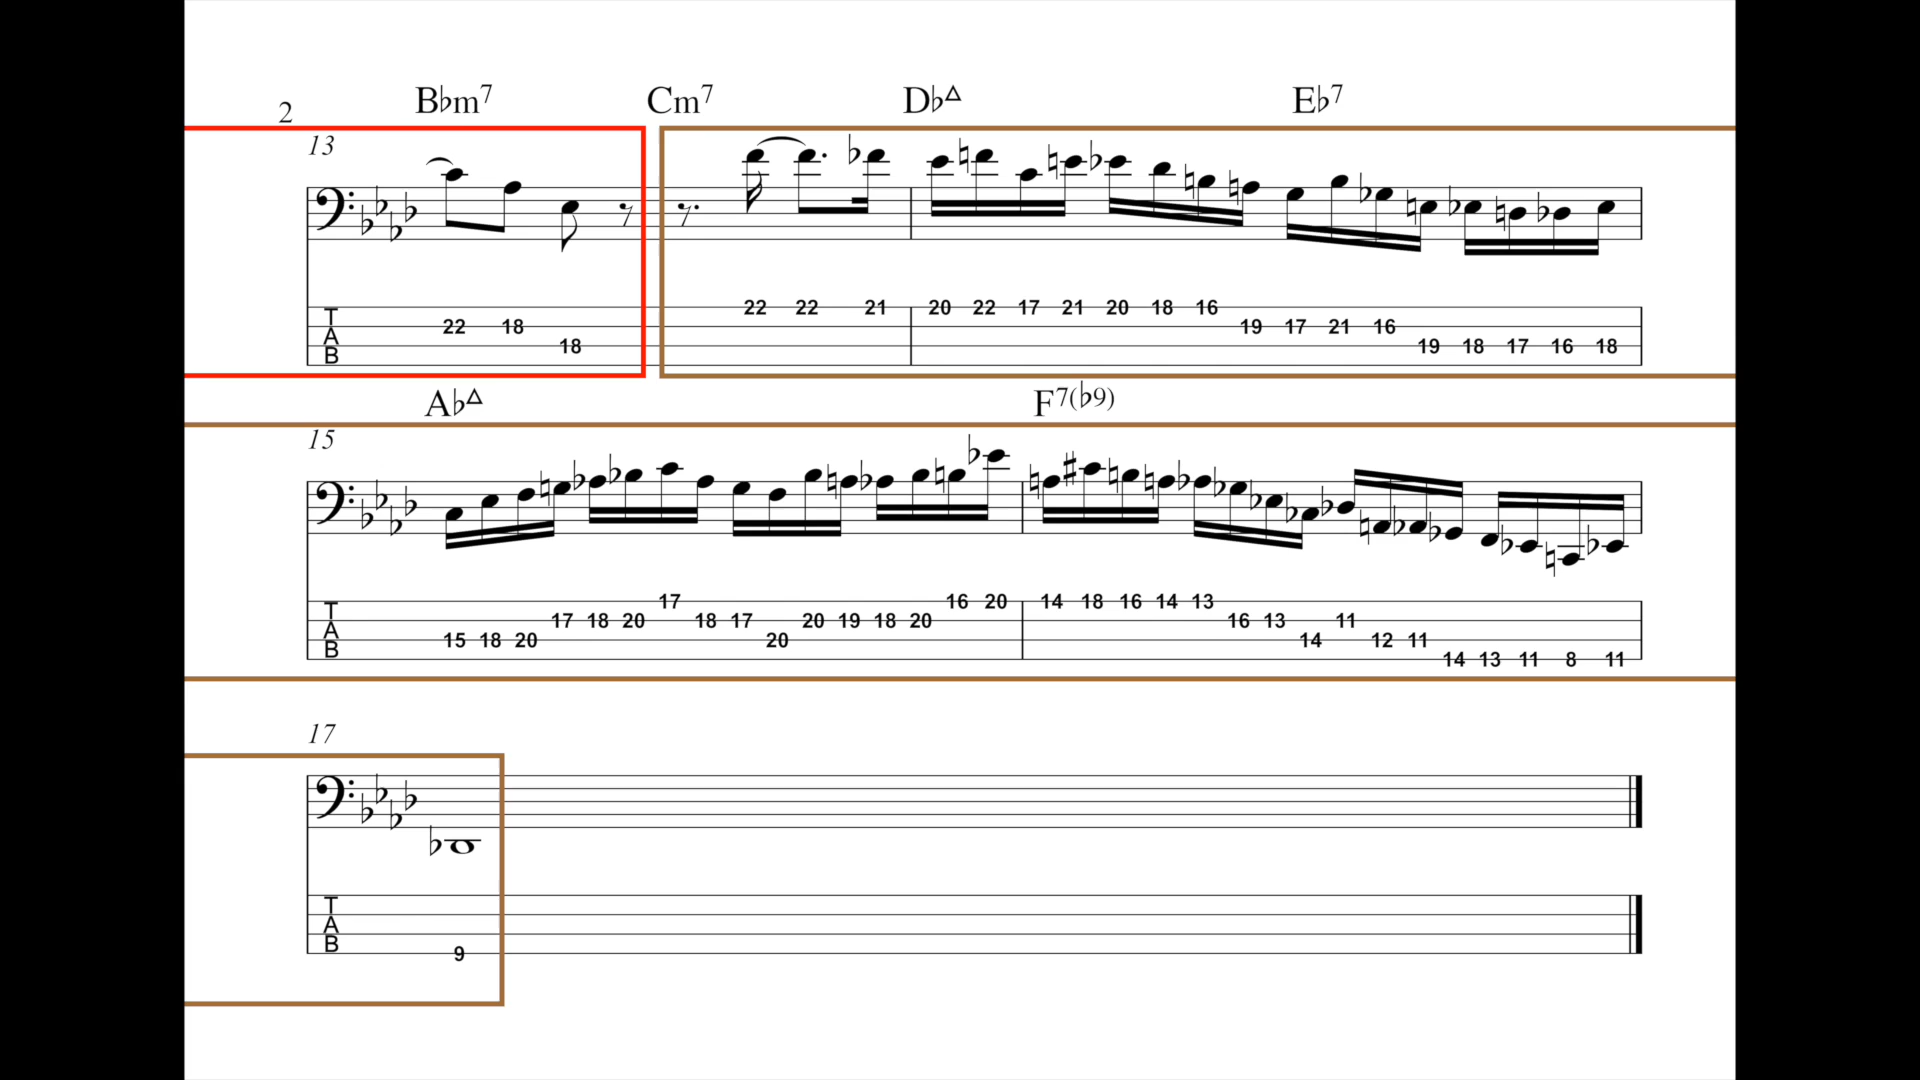 B♭m7 Cm7 D♭△ E♭7
2
13
22 22 21 20 22 17 21 20 18 16
T
22 18 19 17 21 16
A
18 19 18 17 16 18
B
A♭△ F7(♭9)
15
17 16 20 14 18 16 14 13
T
17 18 20 18 17 20 19 18 20 16 13 11
A
15 18 20 20 14 12 11
B
14 13 11 8 11
17
T
A
B
9